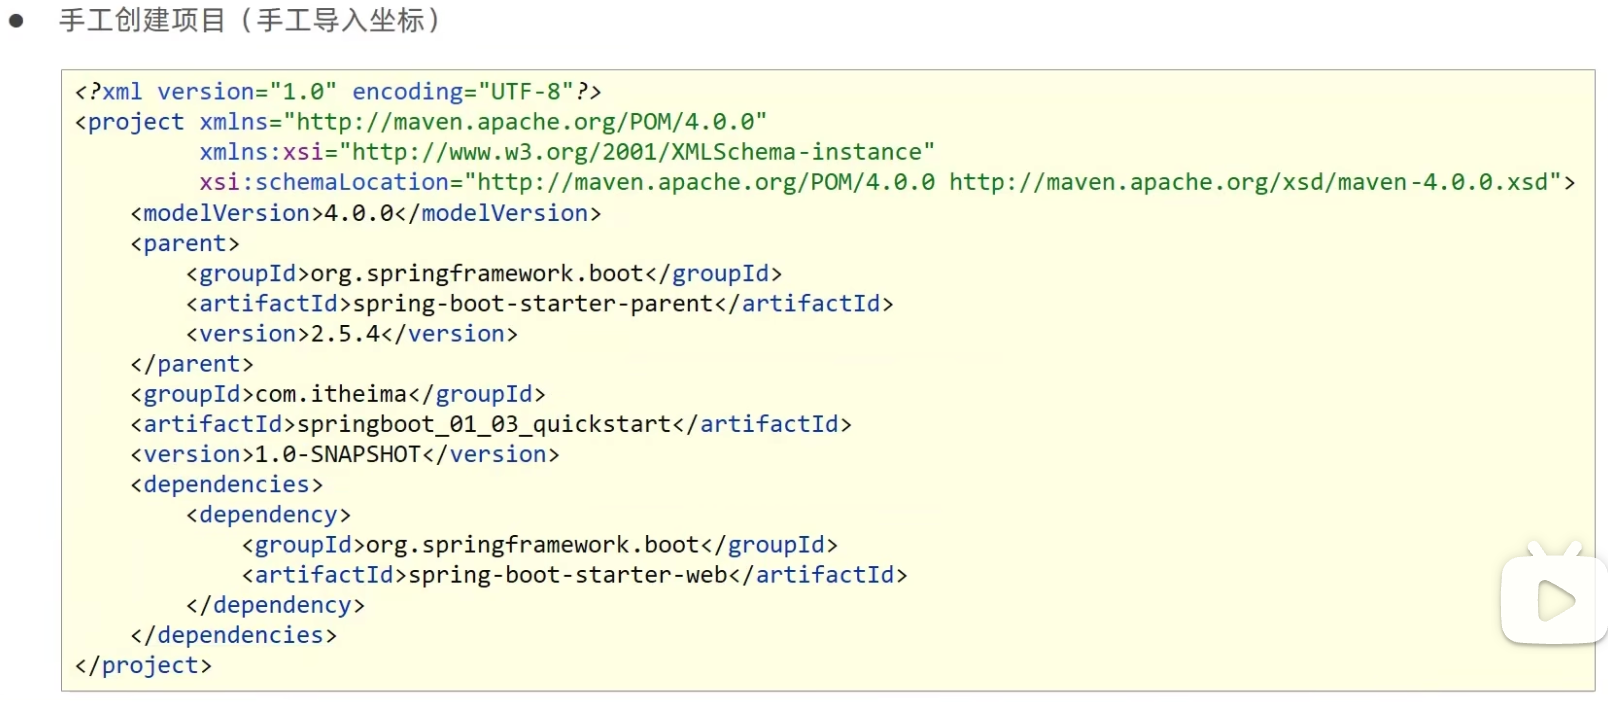 ● 手工创建项目（手工导入坐标）
<?xml version="1.0" encoding="UTF-8"?>
<project xmlns="http://maven.apache.org/POM/4.0.0"
xmlns:xsi="http://www.w3.org/2001/XMLSchema-instance"
xsi:schemaLocation="http://maven.apache.org/POM/4.0.0 http://maven.apache.org/xsd/maven-4.0.0.xsd">
<modelVersion>4.0.0</modelVersion>
<parent>
<groupId>org.springframework.boot</groupId>
<artifactId>spring-boot-starter-parent</artifactId>
<version>2.5.4</version>
</parent>
<groupId>com.itheima</groupId>
<artifactId>springboot_01_03_quickstart</artifactId>
<version>1.0-SNAPSHOT</version>
<dependencies>
<dependency>
<groupId>org.springframework.boot</groupId>
<artifactId>spring-boot-starter-web</artifactId>
</dependency>
</dependencies>
</project>